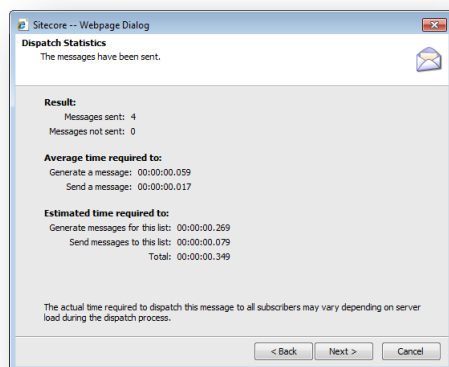 Sitecore -- Webpage Dialog
Dispatch Statistics
The messages have been sent.
Result:
Messages sent: 4
Messages not sent: 0
Average time required to:
Generate a message: 00:00:00.059
Send a message: 00:00:00.017
Estimated time required to:
Generate messages for this list: 00:00:00.269
Send messages to this list: 00:00:00.079
Total: 00:00:00.349
The actual time required to dispatch this message to all subscribers may vary depending on server
load during the dispatch process.
< Back Next > Cancel